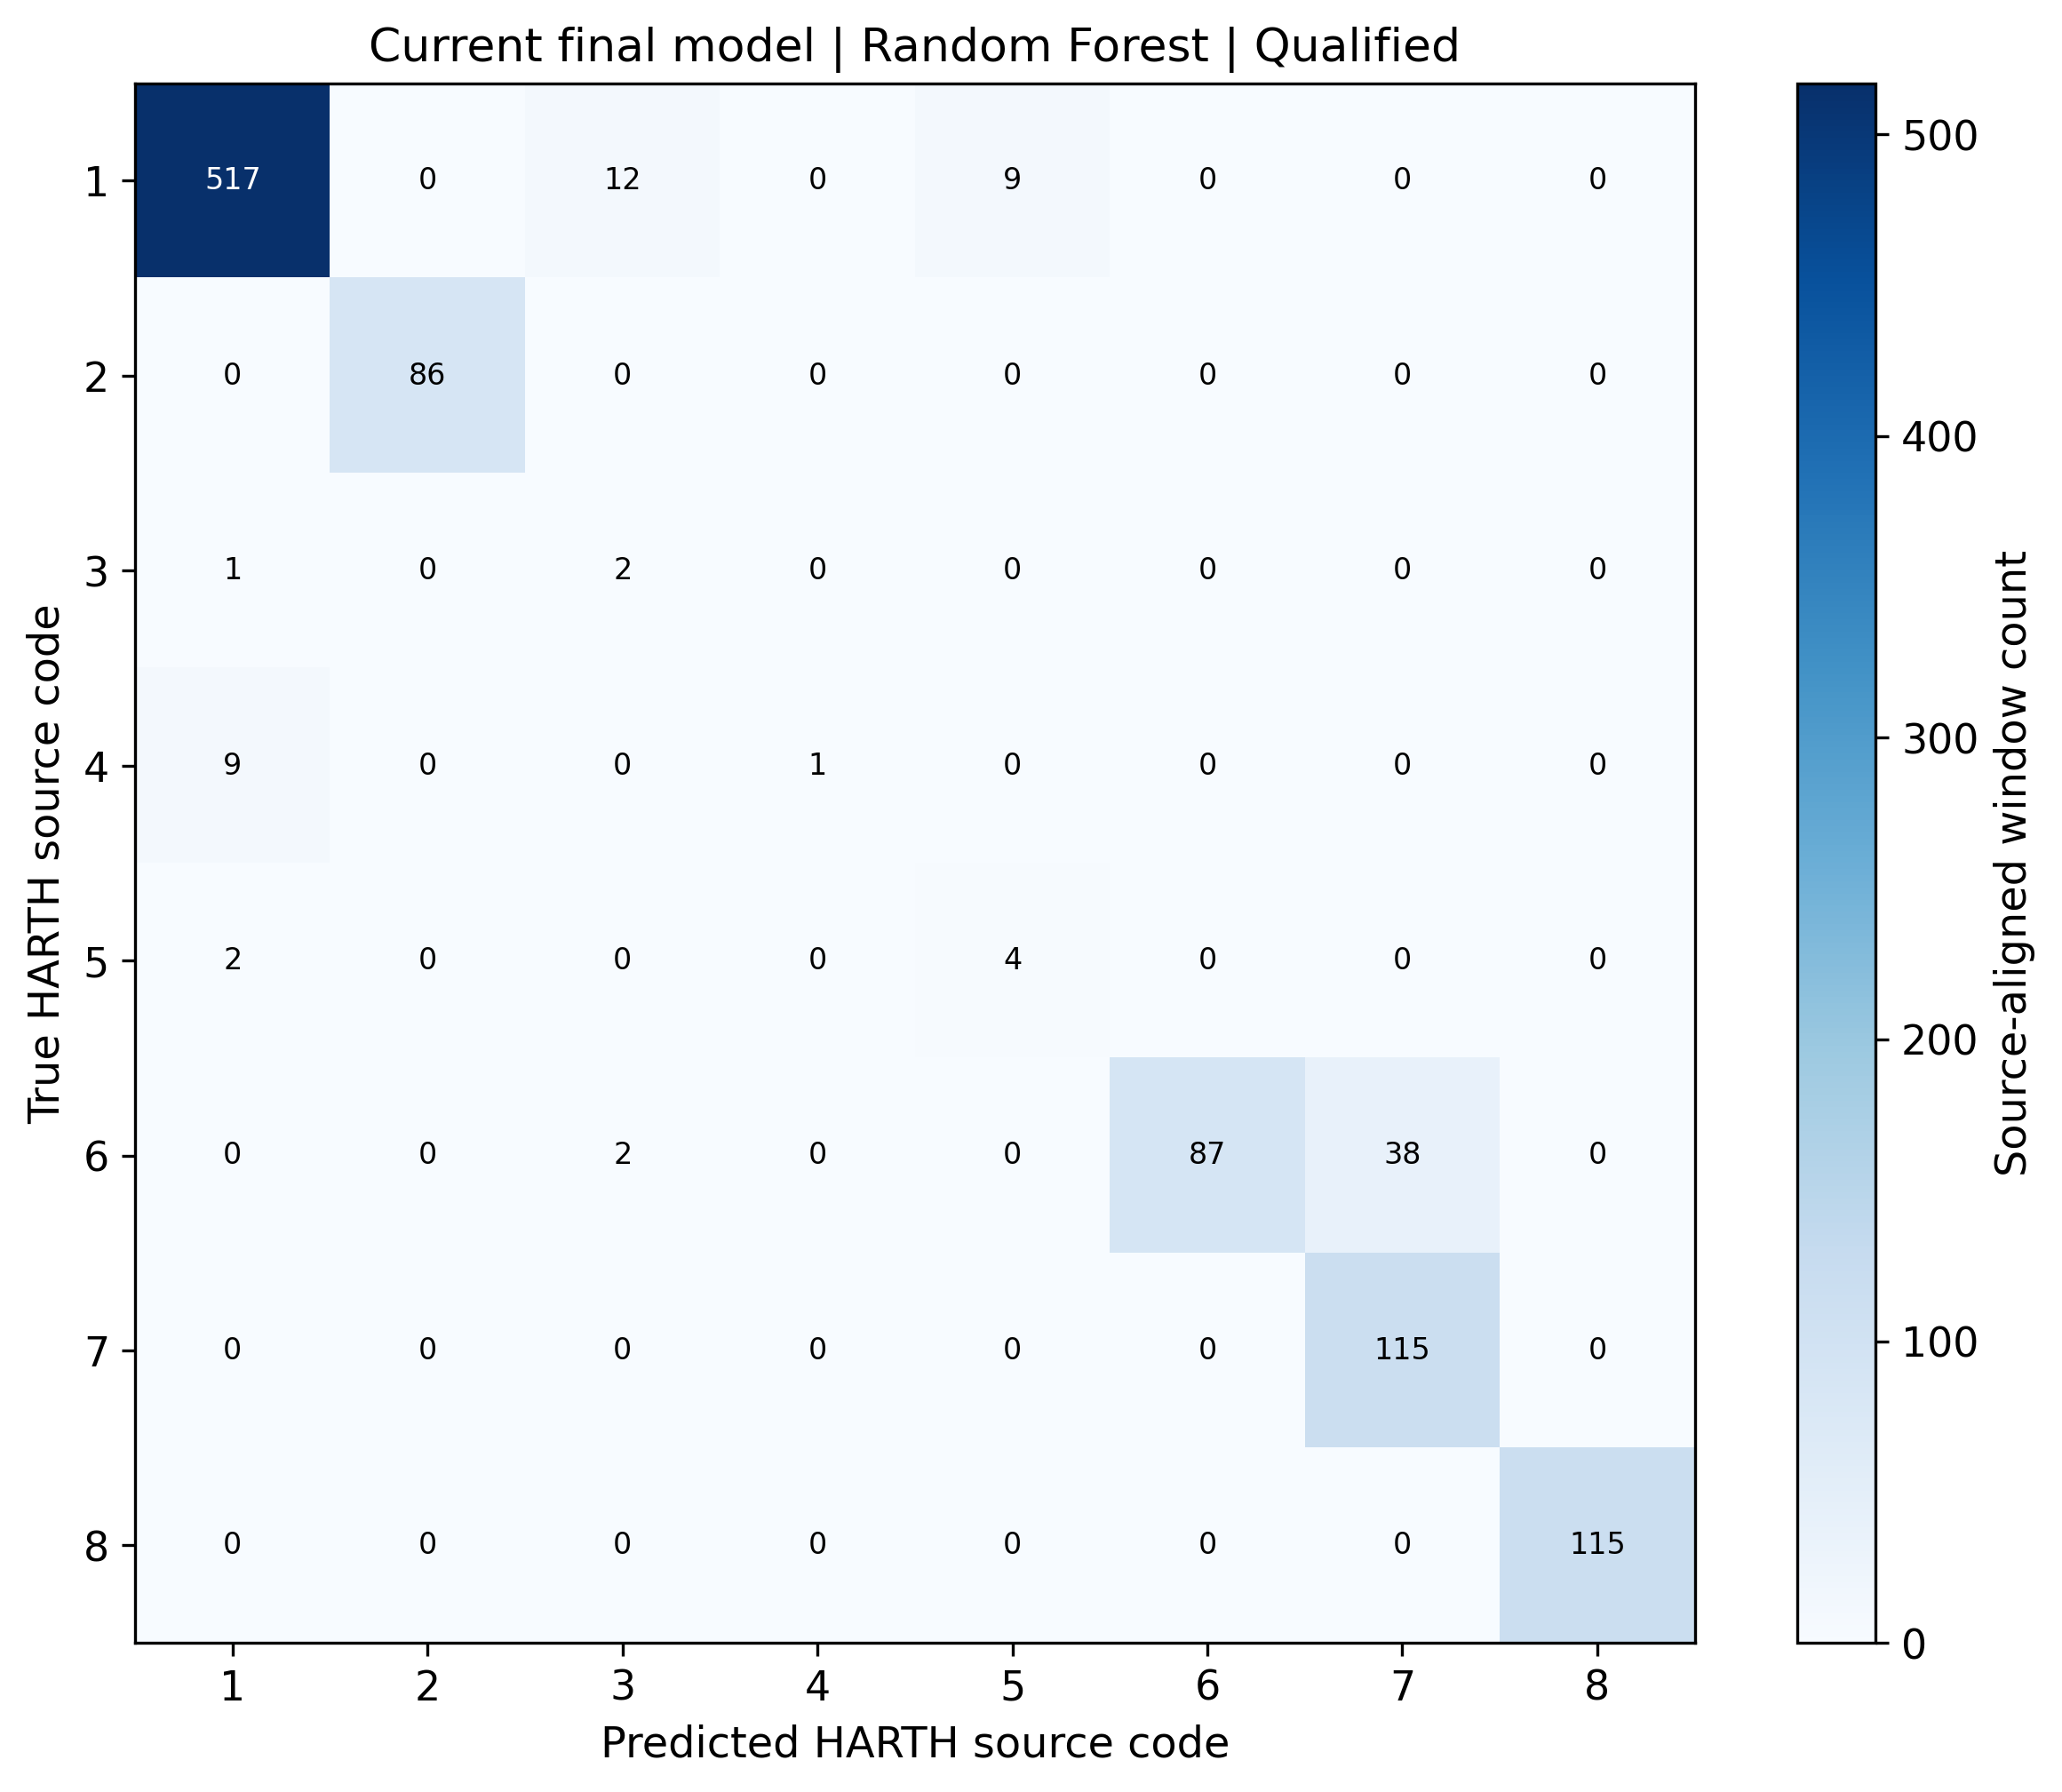 Current final model | Random Forest | Qualified
True HARTH source code
1 517 0 12 0 9 0 0 0
2 0 86 0 0 0 0 0 0
3 1 0 2 0 0 0 0 0
4 9 0 0 1 0 0 0 0
5 2 0 0 0 4 0 0 0
6 0 0 2 0 0 87 38 0
7 0 0 0 0 0 0 115 0
8 0 0 0 0 0 0 0 115
1 2 3 4 5 6 7 8
Predicted HARTH source code
500
400
300
200
100
0
Source-aligned window count